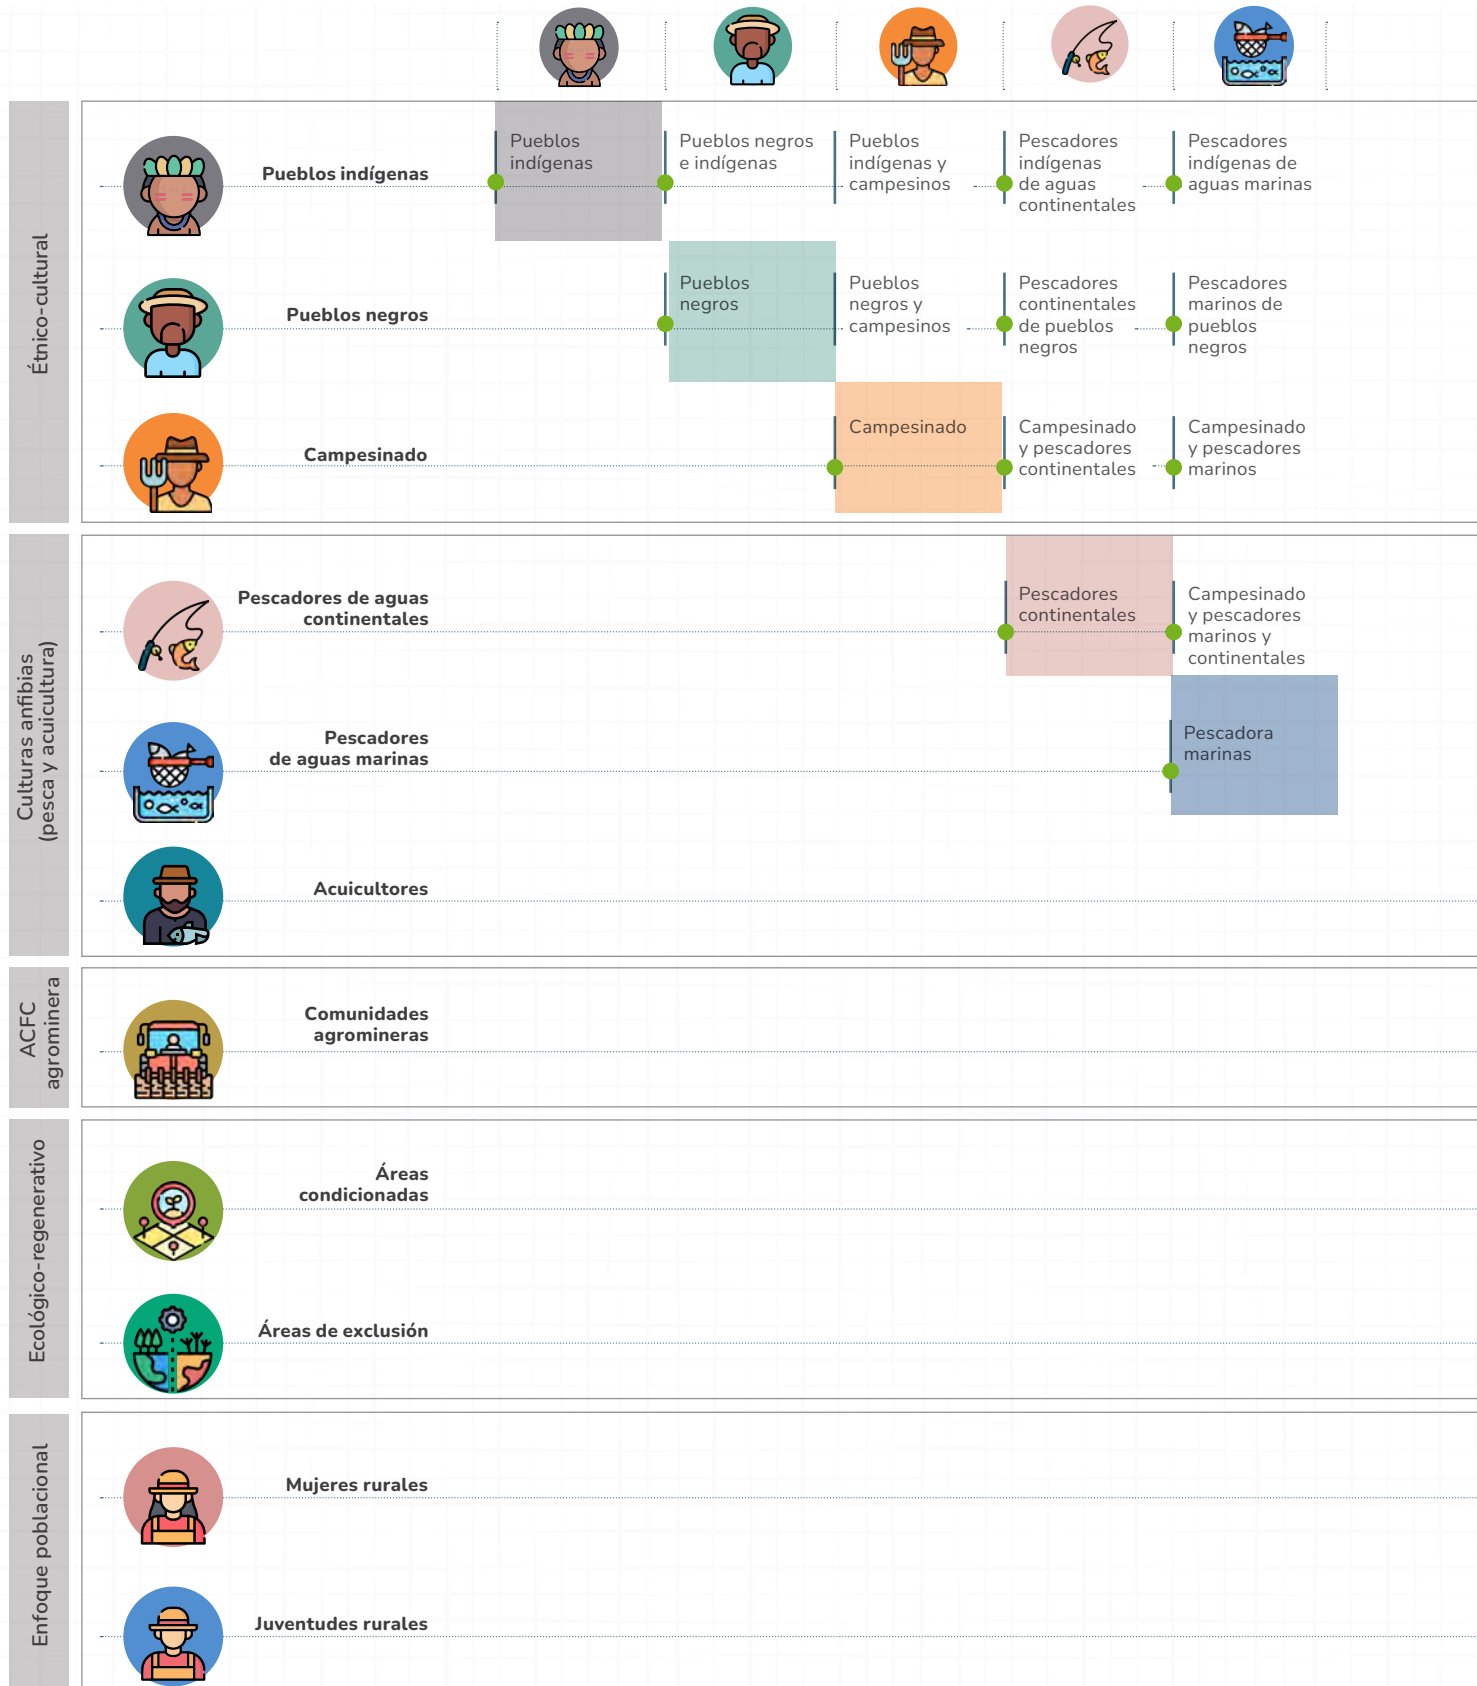 Étnico-cultural
Pueblos indígenas
Pueblos
indígenas
Pueblos negros
e indígenas
Pueblos
indígenas y
campesinos
Pescadores
indígenas
de aguas
continentales
Pescadores
indígenas de
aguas marinas
Pueblos negros
Pueblos
negros
Pueblos
negros y
campesinos
Pescadores
continentales
de pueblos
negros
Pescadores
marinos de
pueblos
negros
Campesinado
Campesinado
Campesinado
y pescadores
continentales
Campesinado
y pescadores
marinos
Culturas anfibias
(pesca y acuicultura)
Pescadores de aguas
continentales
Pescadores
continentales
Campesinado
y pescadores
marinos y
continentales
Pescadores
de aguas marinas
Pescadora
marinas
Acuicultores
ACFC
agrominera
Comunidades
agromineras
Ecológico-regenerativo
Áreas
condicionadas
Áreas de exclusión
Enfoque poblacional
Mujeres rurales
Juventudes rurales